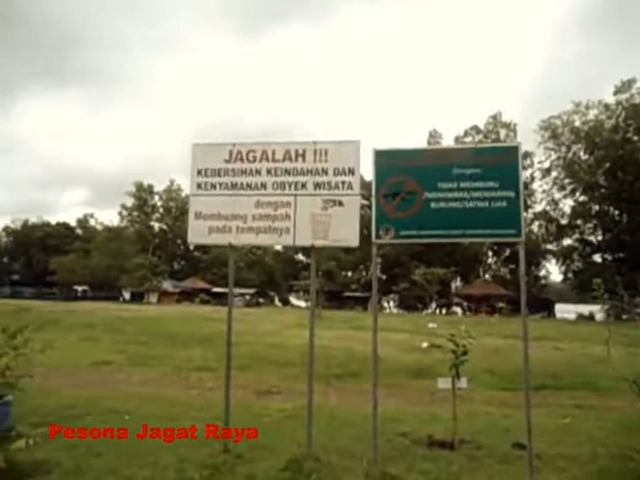 JAGALAH !!!
KEBERSIHAN KEINDAHAN DAN
KENYAMANAN OBYEK WISATA
dengan
Membuang sampah
pada tempatnya
Dengan
TIDAK MEMBURU
/MENEMBAK/MENJARING
BURUNG/SATWA LIAR
Pesona Jagat Raya